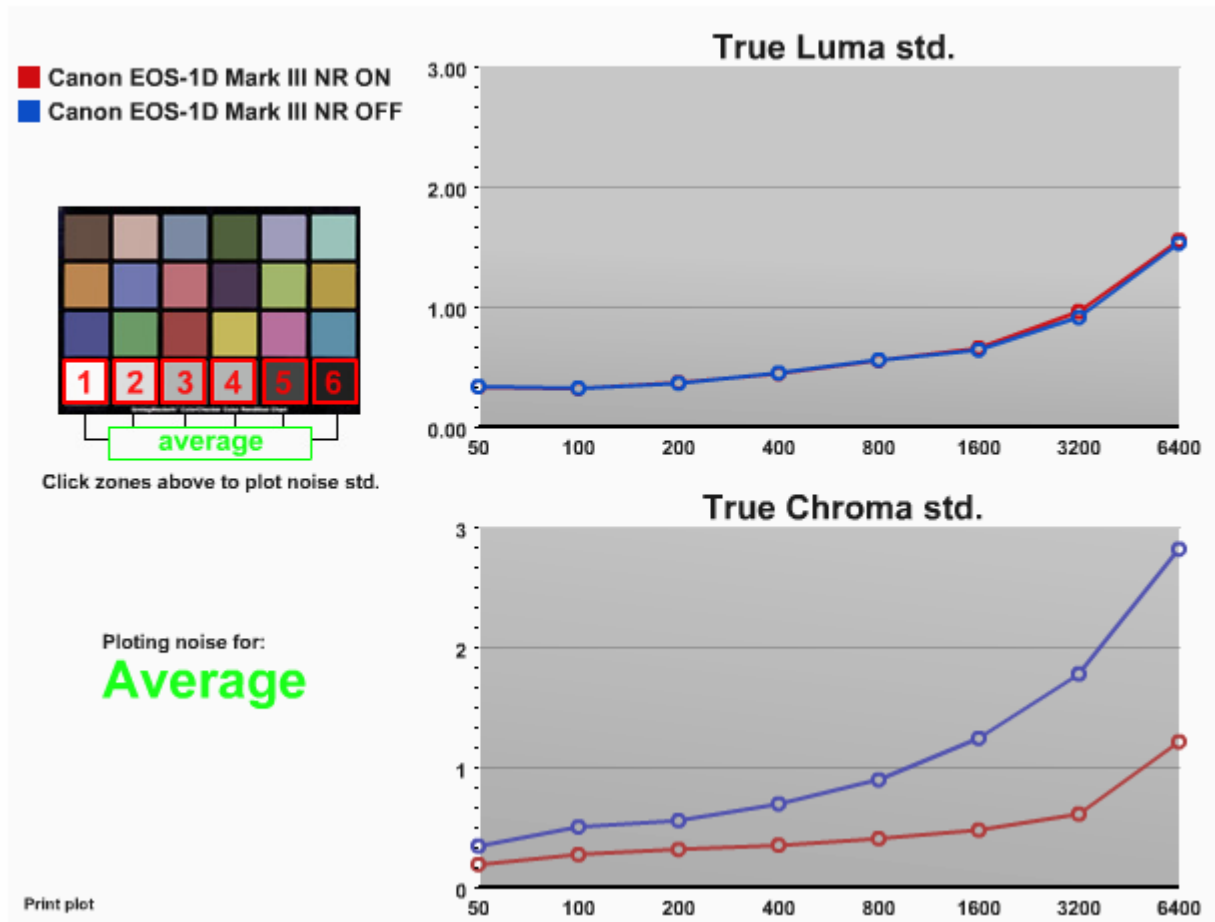 Canon EOS-1D Mark III NR ON
Canon EOS-1D Mark III NR OFF
1 2 3 4 5 6
average
Click zones above to plot noise std.
Ploting noise for:
Average
Print plot
True Luma std.
3.00
2.00
1.00
0.00
50 100 200 400 800 1600 3200 6400
True Chroma std.
3
2
1
0
50 100 200 400 800 1600 3200 6400